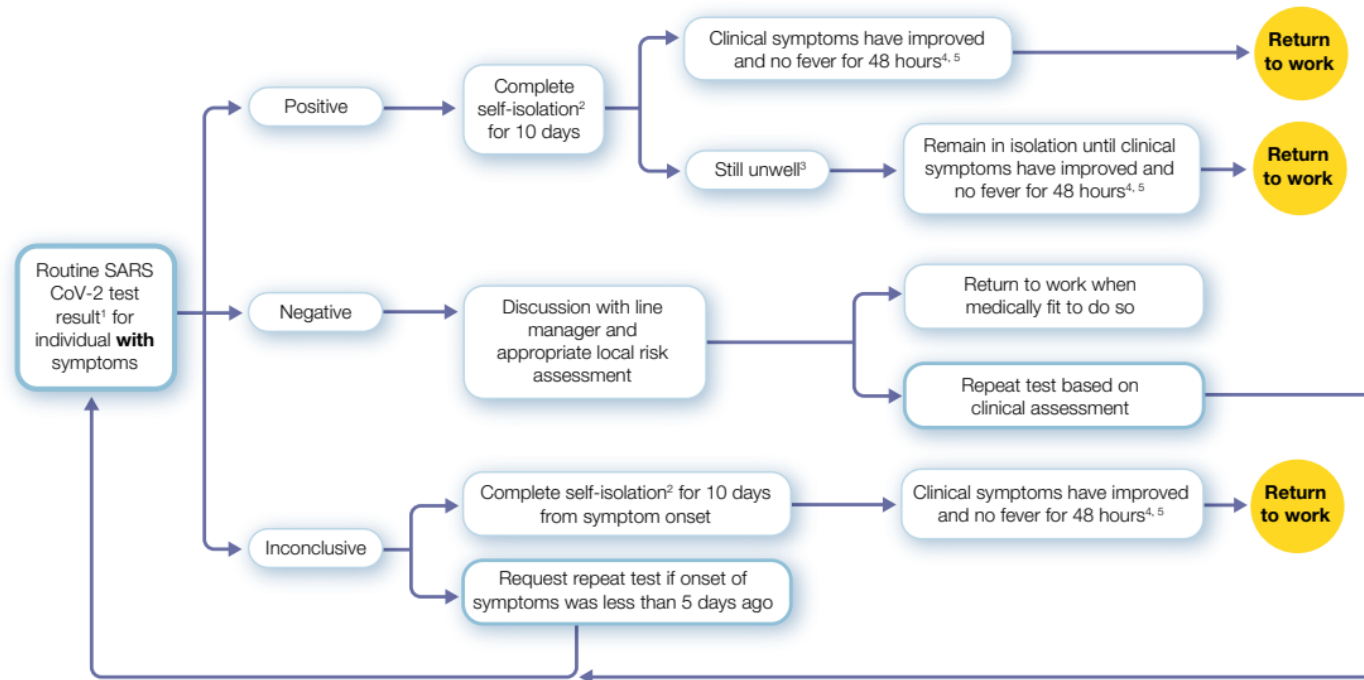 Routine SARS
CoV-2 test
result¹ for
individual with
symptoms
Positive
Complete
self-isolation²
for 10 days
Clinical symptoms have improved
and no fever for 48 hours⁴˒ ⁵
Return
to work
Still unwell³
Remain in isolation until clinical
symptoms have improved and
no fever for 48 hours⁴˒ ⁵
Return
to work
Negative
Discussion with line
manager and
appropriate local risk
assessment
Return to work when
medically fit to do so
Repeat test based on
clinical assessment
Inconclusive
Complete self-isolation² for 10 days
from symptom onset
Clinical symptoms have improved
and no fever for 48 hours⁴˒ ⁵
Return
to work
Request repeat test if onset of
symptoms was less than 5 days ago